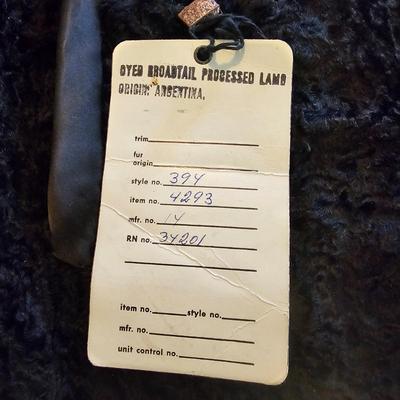 DYED BROADTAIL PROCESSED LAMB
ORIGIN: ARGENTINA.
trim
fur
origin
style no. 394
item no. 4293
mfr. no. 14
RN no. 34201
item no. style no.
mfr. no.
unit control no.